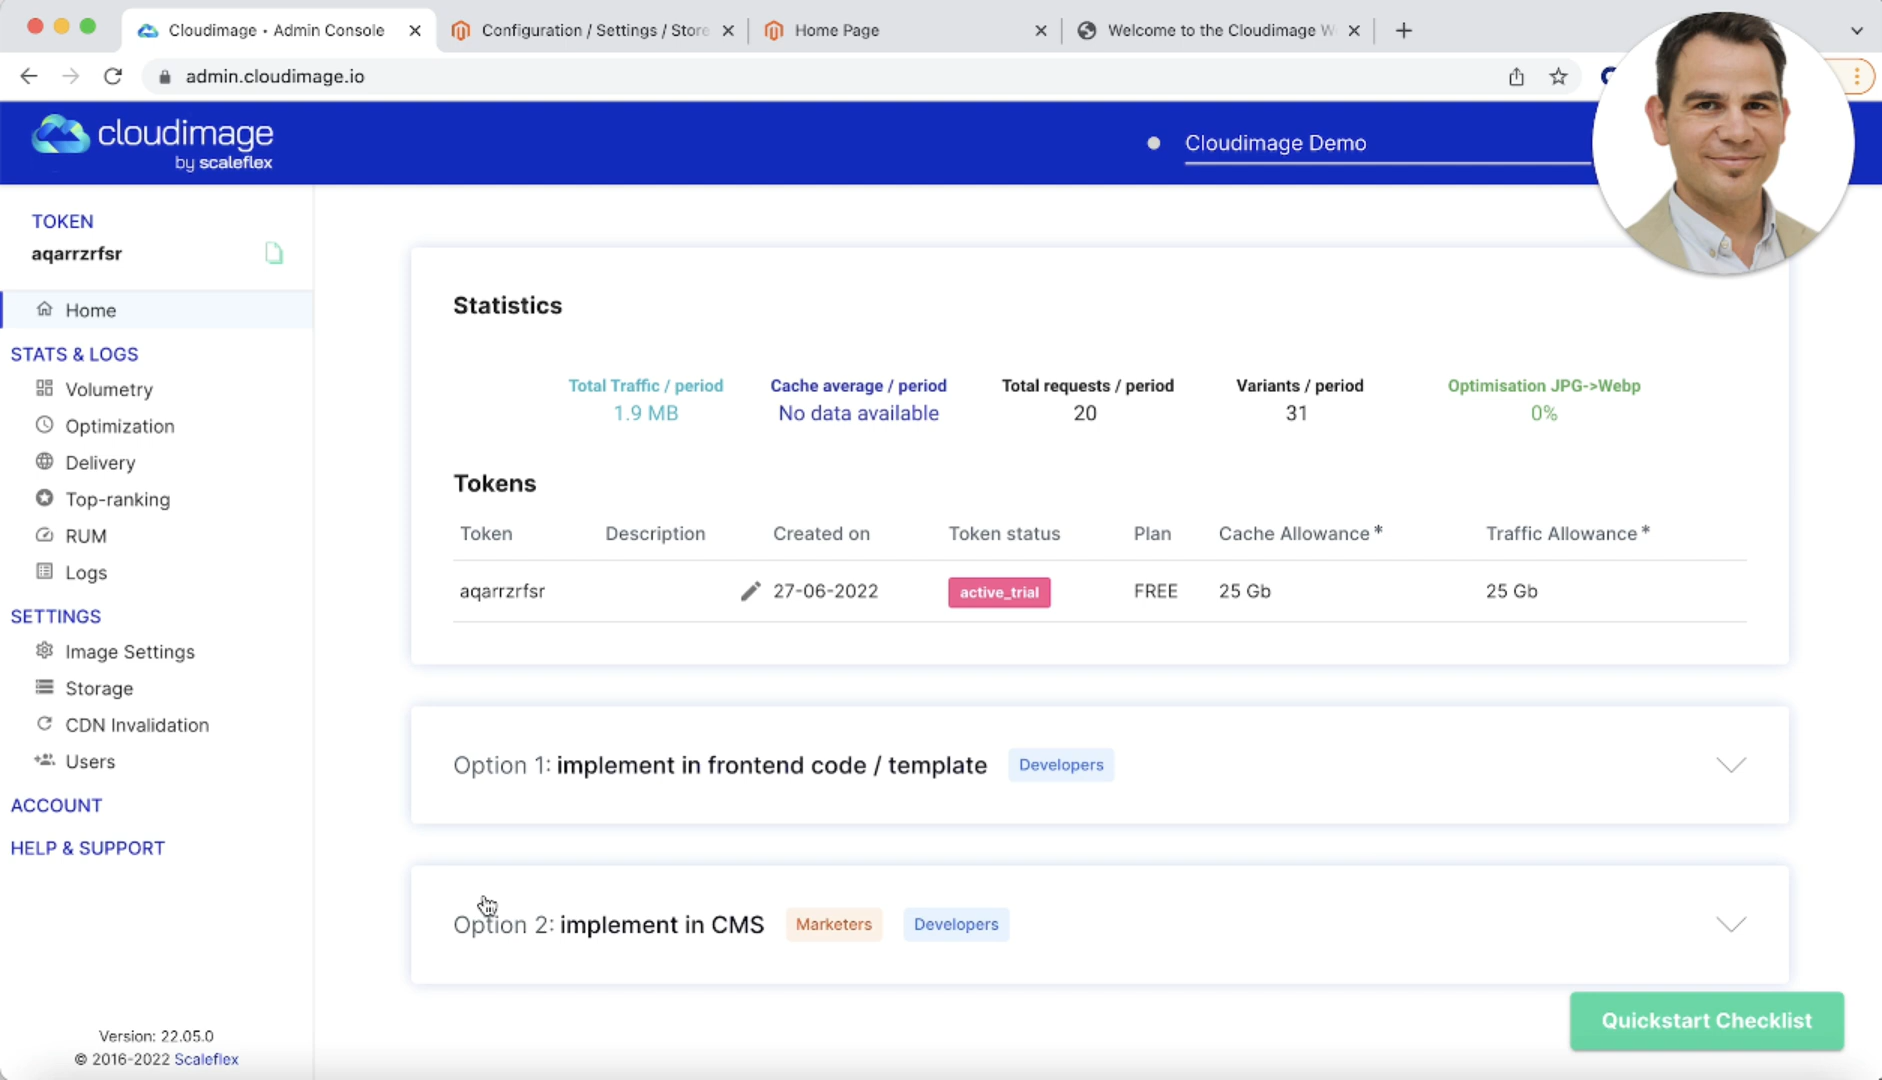 Cloudimage • Admin Console
Configuration / Settings / Store
Home Page
Welcome to the Cloudimage W
admin.cloudimage.io
cloudimage
by scaleflex
Cloudimage Demo
TOKEN
aqarrzrfsr
Home
STATS & LOGS
Volumetry
Optimization
Delivery
Top-ranking
RUM
Logs
SETTINGS
Image Settings
Storage
CDN Invalidation
Users
ACCOUNT
HELP & SUPPORT
Version: 22.05.0
© 2016-2022 Scaleflex
Statistics
Total Traffic / period
1.9 MB
Cache average / period
No data available
Total requests / period
20
Variants / period
31
Optimisation JPG->Webp
0%
Tokens
Token Description Created on Token status Plan Cache Allowance * Traffic Allowance *
aqarrzrfsr 27-06-2022 active_trial FREE 25 Gb 25 Gb
Option 1: implement in frontend code / template Developers
Option 2: implement in CMS Marketers Developers
Quickstart Checklist